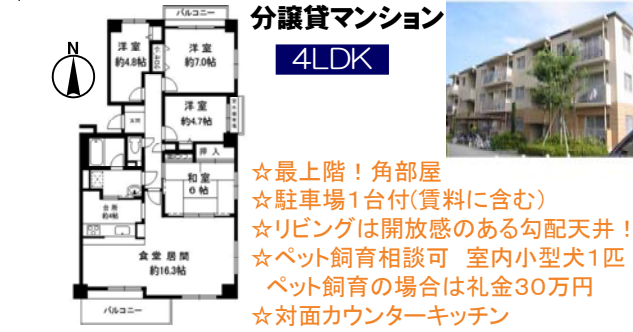 バルコニー
分譲貸マンション
N
洋室
約4.8帖
洋室
約7.0帖
4LDK
洋室
約4.7帖
玄関
押入
和室
6帖
台所
約4帖
食堂 居間
約16.3帖
バルコニー
☆最上階！角部屋
☆駐車場1台付(賃料に含む)
☆リビングは開放感のある勾配天井！
☆ペット飼育相談可 室内小型犬1匹
ペット飼育の場合は礼金30万円
☆対面カウンターキッチン